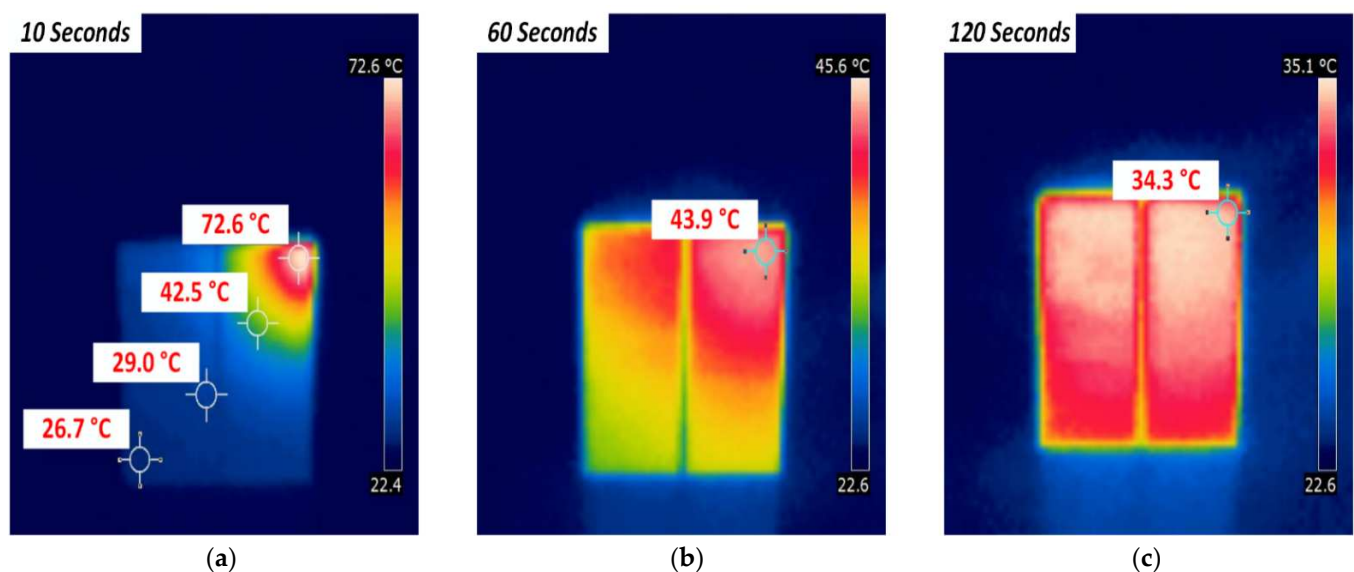 10 Seconds
72.6 °C
72.6 °C
42.5 °C
29.0 °C
26.7 °C
22.4
(a)
60 Seconds
45.6 °C
43.9 °C
22.6
(b)
120 Seconds
35.1 °C
34.3 °C
22.6
(c)